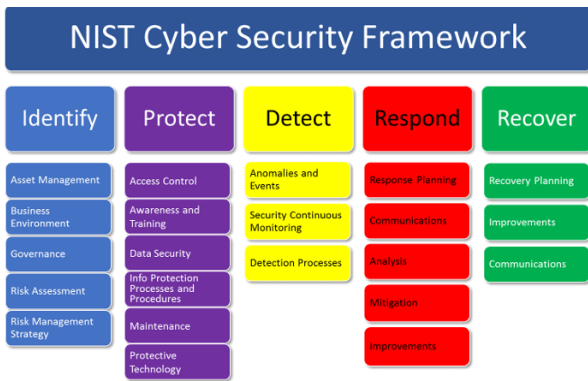 NIST Cyber Security Framework
Identify
Asset Management
Business
Environment
Governance
Risk Assessment
Risk Management
Strategy
Protect
Access Control
Awareness and
Training
Data Security
Info Protection
Processes and
Procedures
Maintenance
Protective
Technology
Detect
Anomalies and
Events
Security Continuous
Monitoring
Detection Processes
Respond
Response Planning
Communications
Analysis
Mitigation
Improvements
Recover
Recovery Planning
Improvements
Communications